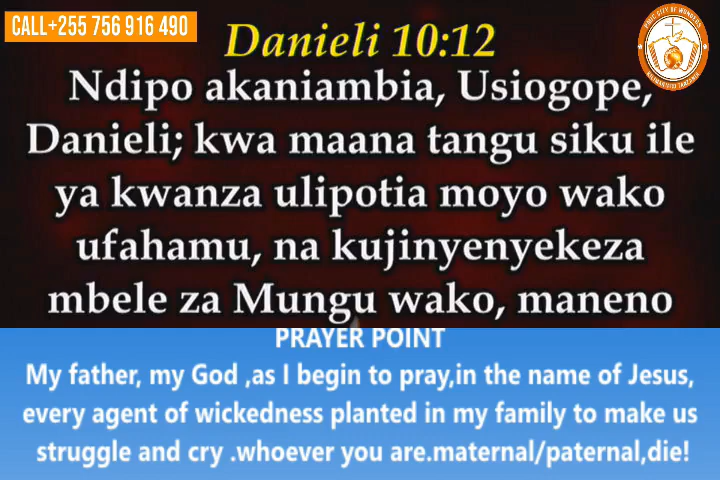 CALL+255 756 916 490
Danieli 10:12
Ndipo akaniambia, Usiogope,
Danieli; kwa maana tangu siku ile
ya kwanza ulipotia moyo wako
ufahamu, na kujinyenyekeza
mbele za Mungu wako, maneno
PRAYER POINT
My father, my God ,as I begin to pray,in the name of Jesus,
every agent of wickedness planted in my family to make us
struggle and cry .whoever you are.maternal/paternal,die!